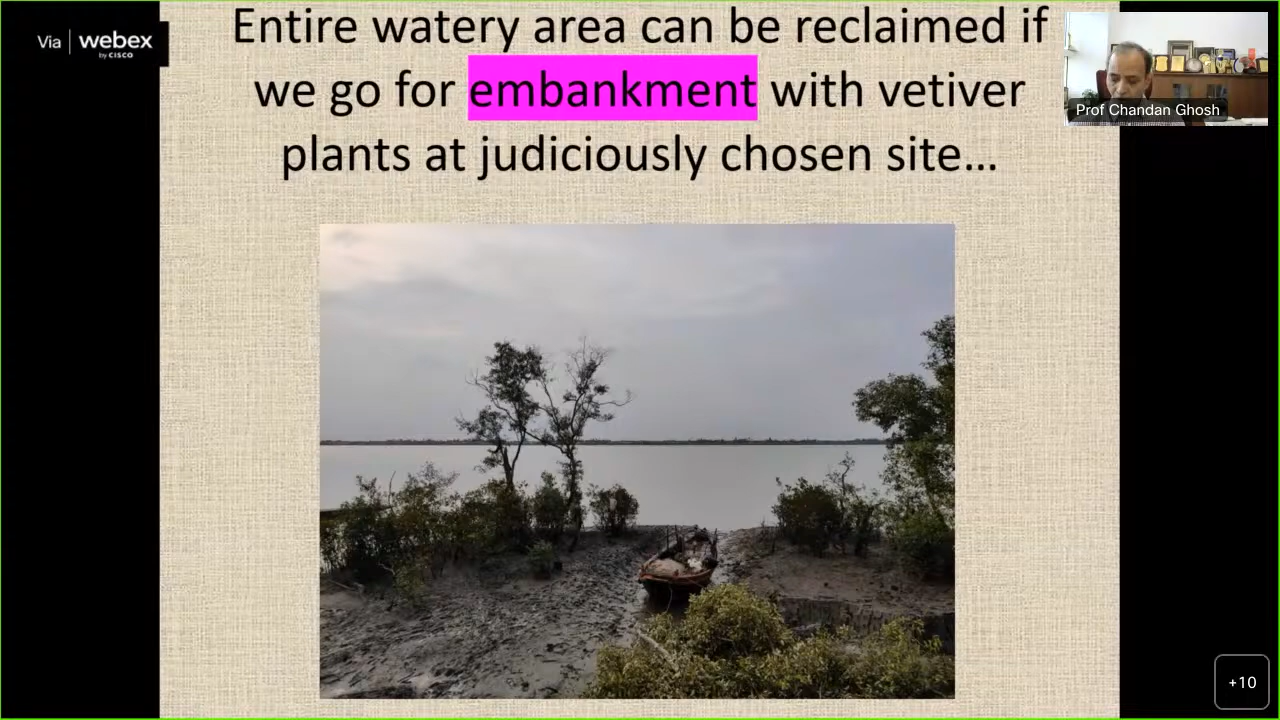 Via | webex
by CISCO
Entire watery area can be reclaimed if
we go for embankment with vetiver
plants at judiciously chosen site…
Prof Chandan Ghosh
+10